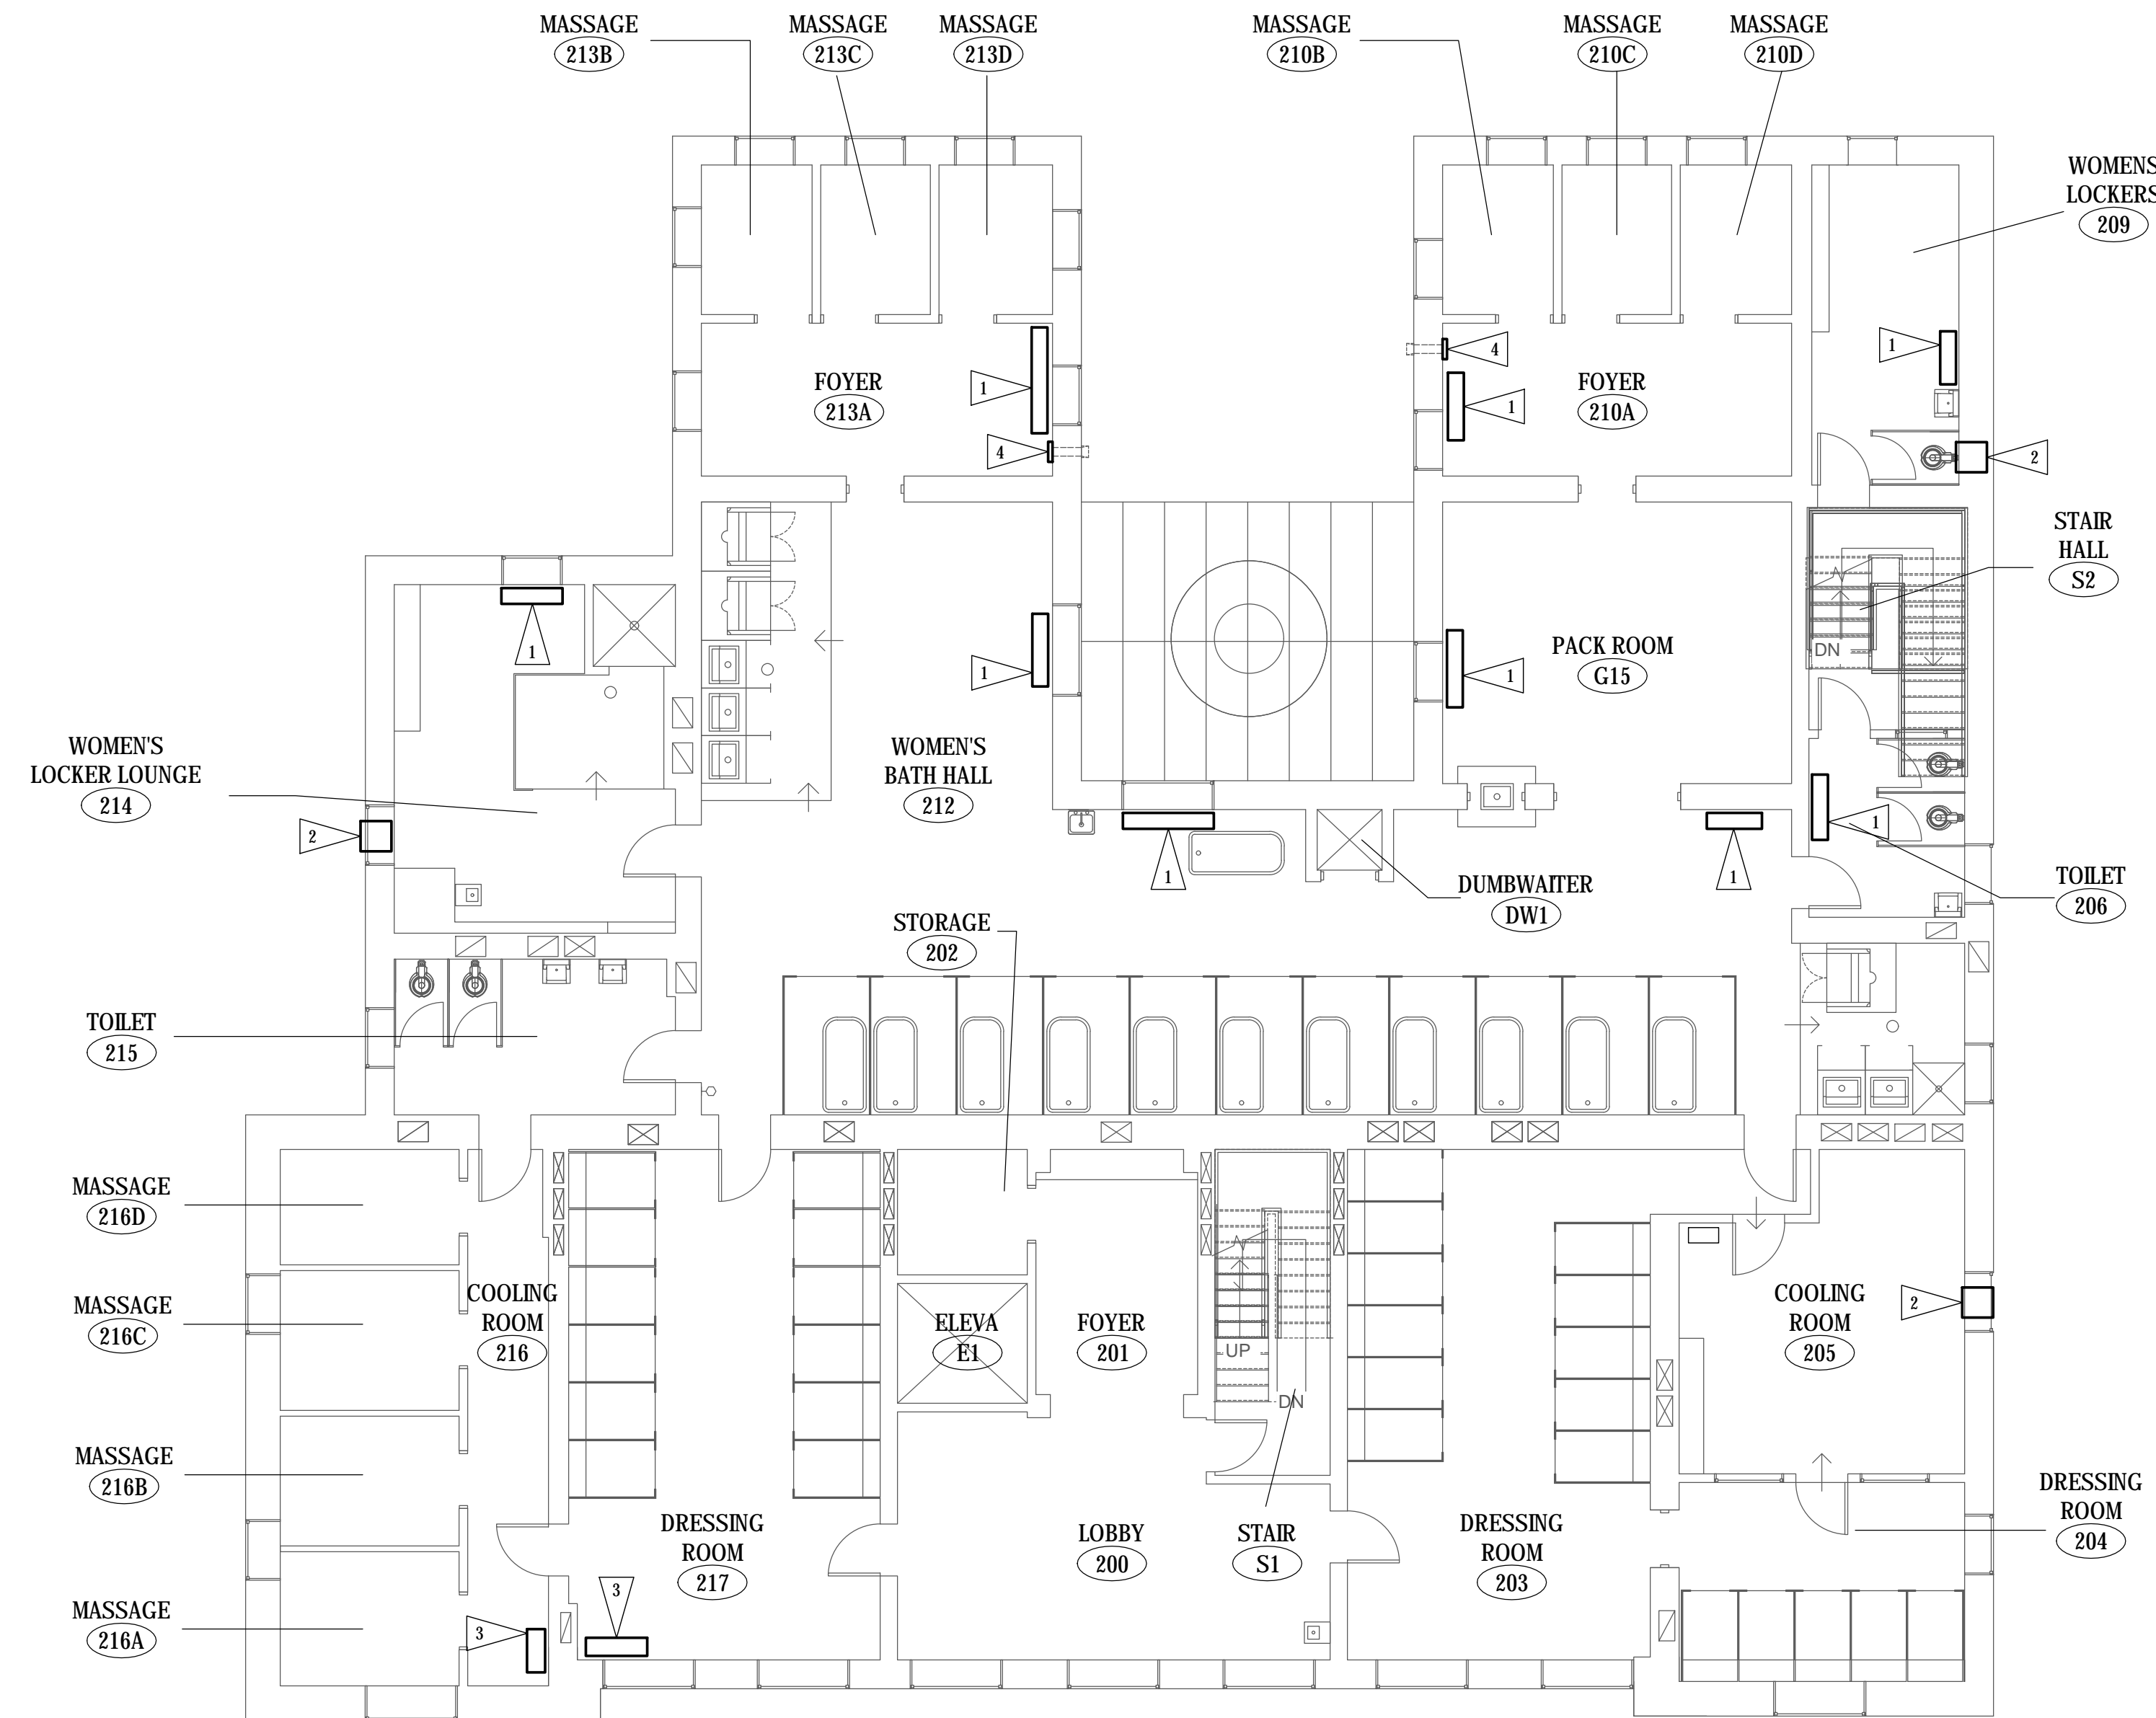 MASSAGE
213B
MASSAGE
213C
MASSAGE
213D
MASSAGE
210B
MASSAGE
210C
MASSAGE
210D
WOMENS
LOCKERS
209
1
4
FOYER
213A
1
FOYER
210A
1
4
2
STAIR
HALL
S2
DN
1
1
1
PACK ROOM
G15
WOMEN'S
LOCKER LOUNGE
214
WOMEN'S
BATH HALL
212
2
1
1
1
DUMBWAITER
DW1
TOILET
206
STORAGE
202
TOILET
215
MASSAGE
216D
MASSAGE
216C
COOLING
ROOM
216
ELEVA
E1
FOYER
201
UP
DN
COOLING
ROOM
205
2
MASSAGE
216B
DRESSING
ROOM
217
LOBBY
200
STAIR
S1
DRESSING
ROOM
203
DRESSING
ROOM
204
MASSAGE
216A
3
3